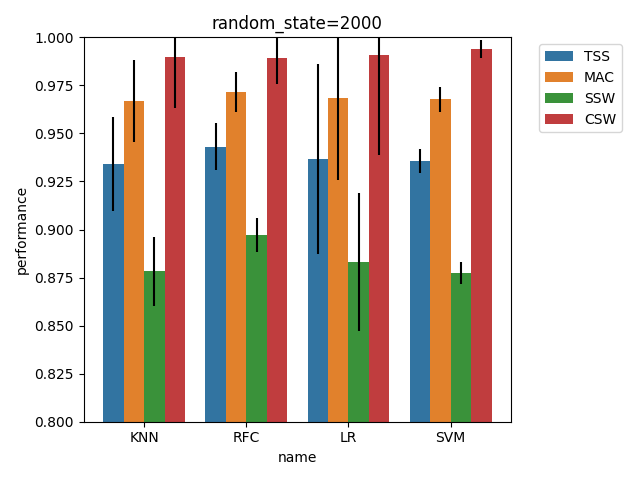 random_state=2000
1.000
0.975
0.950
0.925
0.900
0.875
0.850
0.825
0.800
performance
KNN
RFC
LR
SVM
name
TSS
MAC
SSW
CSW